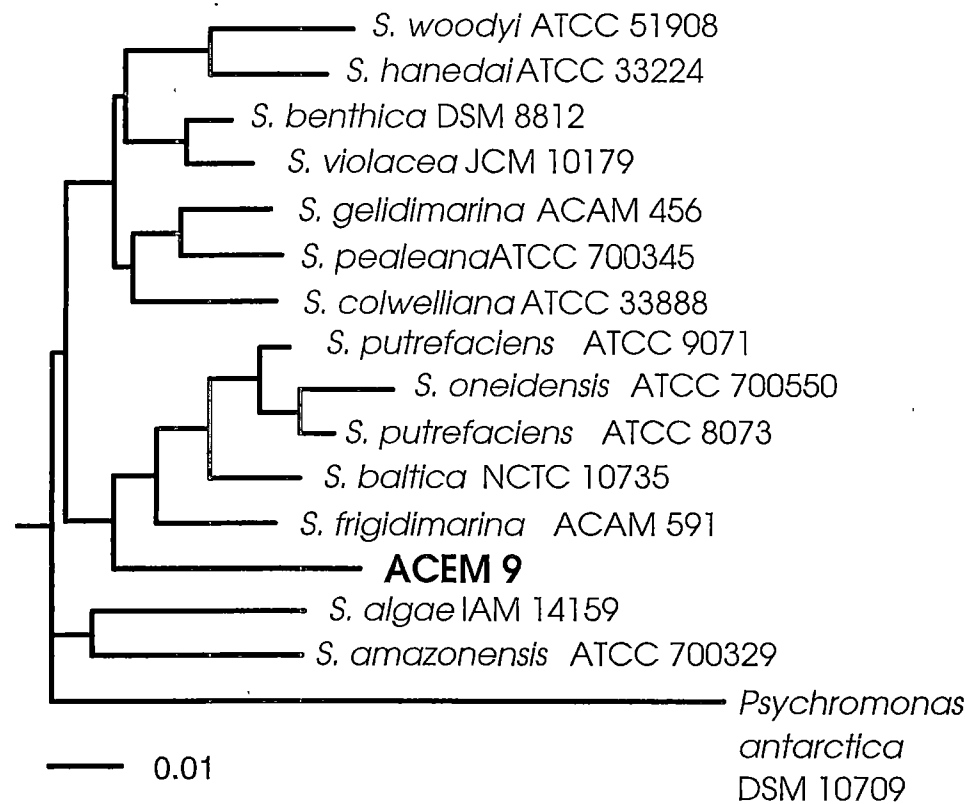 S. woodyi ATCC 51908
S. hanedai ATCC 33224
S. benthica DSM 8812
S. violacea JCM 10179
S. gelidimarina ACAM 456
S. pealeana ATCC 700345
S. colwelliana ATCC 33888
S. putrefaciens ATCC 9071
S. oneidensis ATCC 700550
S. putrefaciens ATCC 8073
S. baltica NCTC 10735
S. frigidimarina ACAM 591
ACEM 9
S. algae IAM 14159
S. amazonensis ATCC 700329
Psychromonas
antarctica
DSM 10709
0.01